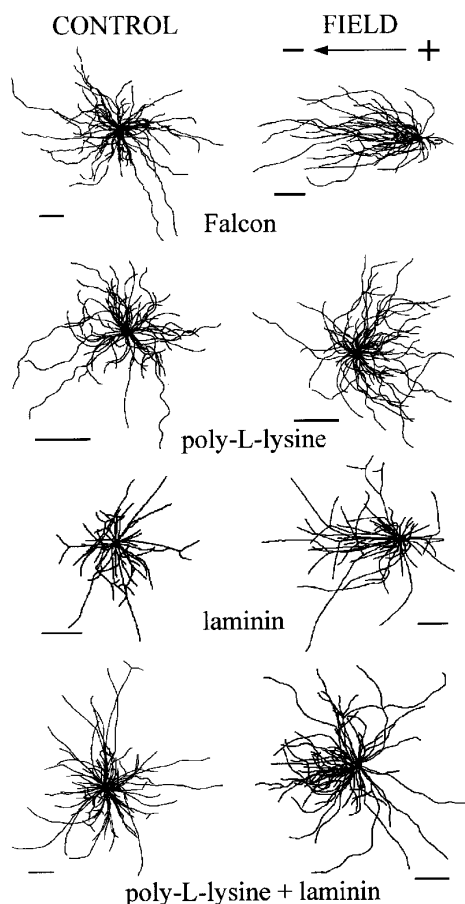 CONTROL FIELD
− ← +
Falcon
poly-L-lysine
laminin
poly-L-lysine + laminin